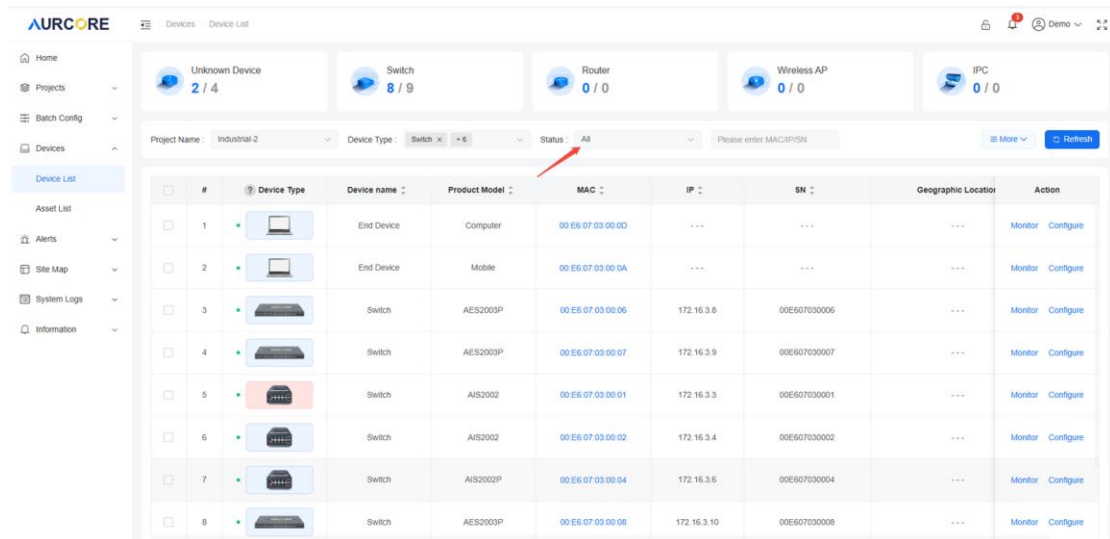 AURCORE
Devices Device List
3
Demo
Home
Projects
Batch Config
Devices
Device List
Asset List
Alerts
Site Map
System Logs
Information
Unknown Device
2 / 4
Switch
8 / 9
Router
0 / 0
Wireless AP
0 / 0
IPC
0 / 0
Project Name : Industrial-2 Device Type : Switch × + 6 Status : All Please enter MAC/IP/SN More Refresh
# ? Device Type Device name Product Model MAC IP SN Geographic Location Action
1 End Device Computer 00:E6:07:03:00:0D - - - - - - - - - Monitor Configure
2 End Device Mobile 00:E6:07:03:00:0A - - - - - - - - - Monitor Configure
3 Switch AES2003P 00:E6:07:03:00:06 172.16.3.8 00E607030006 - - - Monitor Configure
4 Switch AES2003P 00:E6:07:03:00:07 172.16.3.9 00E607030007 - - - Monitor Configure
5 Switch AIS2002 00:E6:07:03:00:01 172.16.3.3 00E607030001 - - - Monitor Configure
6 Switch AIS2002 00:E6:07:03:00:02 172.16.3.4 00E607030002 - - - Monitor Configure
7 Switch AIS2002P 00:E6:07:03:00:04 172.16.3.6 00E607030004 - - - Monitor Configure
8 Switch AES2003P 00:E6:07:03:00:08 172.16.3.10 00E607030008 - - - Monitor Configure